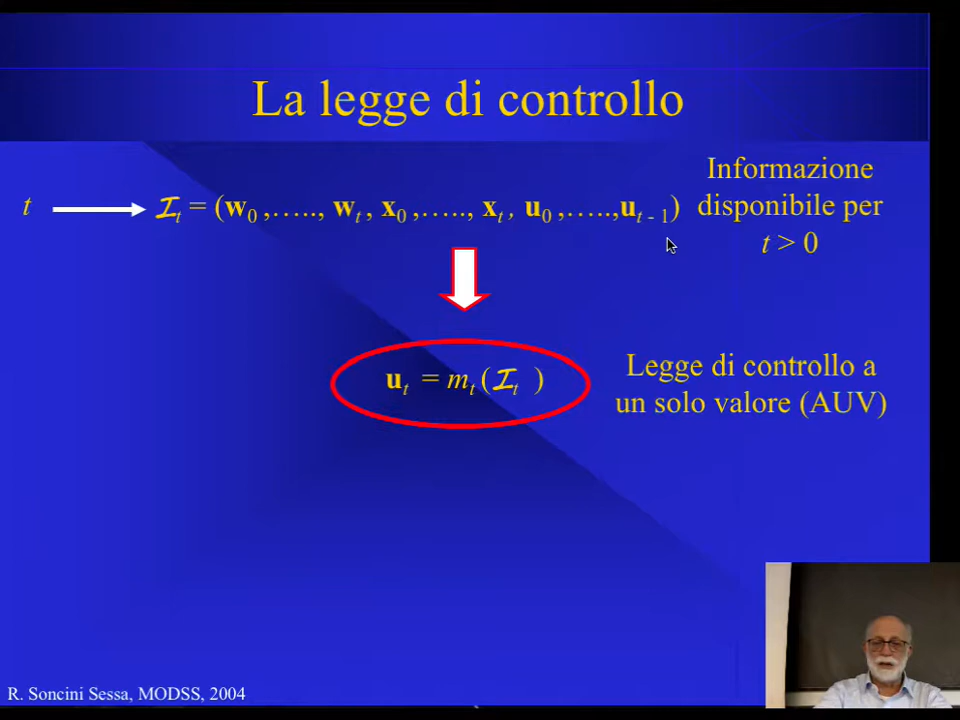 La legge di controllo
t
𝓘t = (w0 ,….., wt , x0 ,….., xt , u0 ,…..,ut - 1)
Informazione
disponibile per
t > 0
ut = mt (𝓘t )
Legge di controllo a
un solo valore (AUV)
R. Soncini Sessa, MODSS, 2004